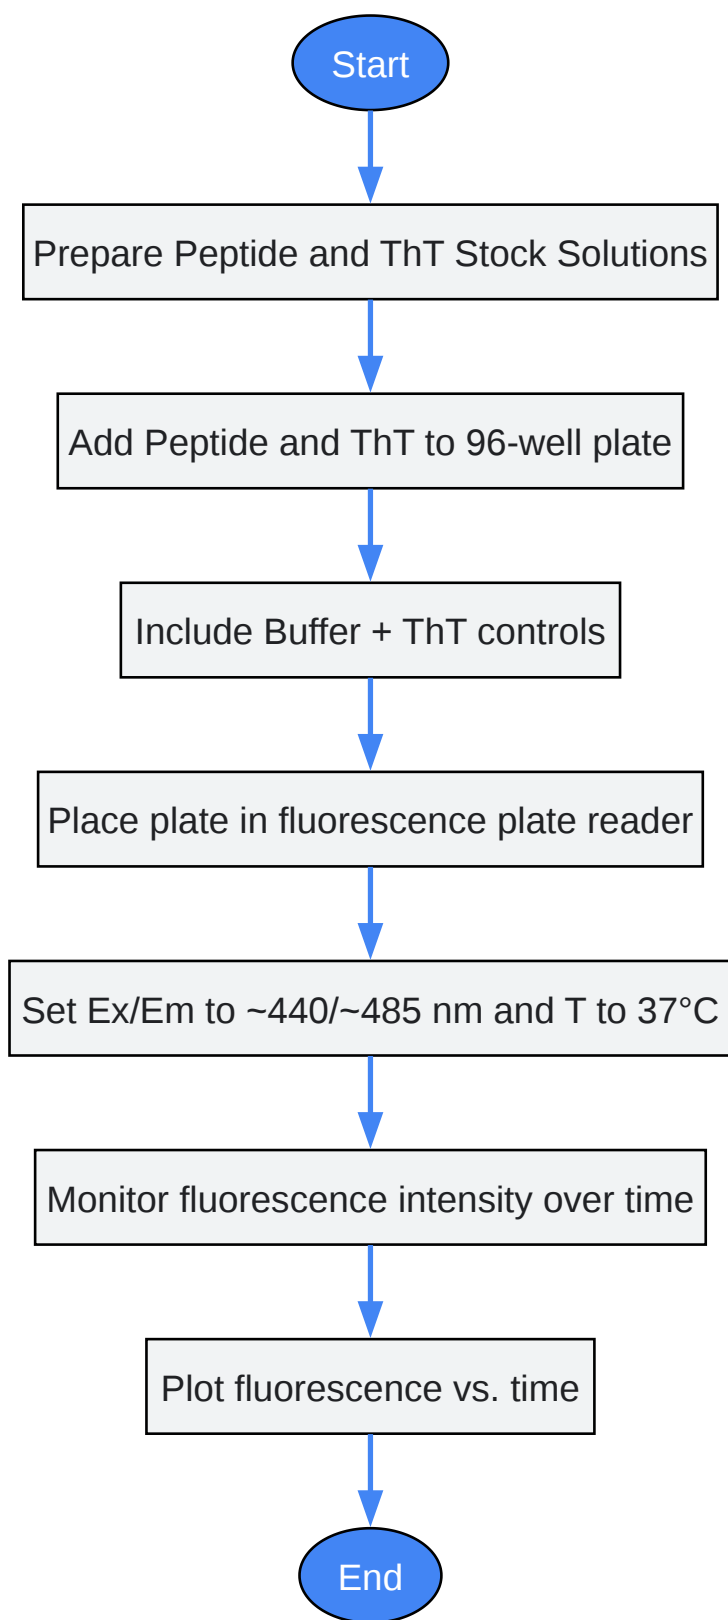 Start
Prepare Peptide and ThT Stock Solutions
Add Peptide and ThT to 96-well plate
Include Buffer + ThT controls
Place plate in fluorescence plate reader
Set Ex/Em to ~440/~485 nm and T to 37°C
Monitor fluorescence intensity over time
Plot fluorescence vs. time
End